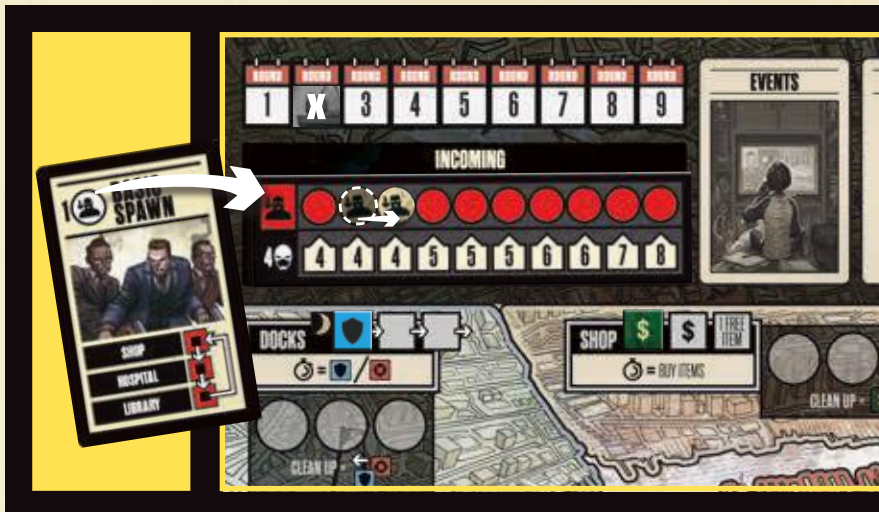 ROUND ROUND ROUND ROUND ROUND ROUND ROUND ROUND ROUND
1 X 3 4 5 6 7 8 9
EVENTS
INCOMING
1 BASIC
SPAWN
4 4 4 4 5 5 5 6 6 7 8
SHOP
HOSPITAL
LIBRARY
DOCKS
= /
CLEAN UP =
SHOP $ $ 1 FREE
ITEM
= BUY ITEMS
CLEAN UP = $